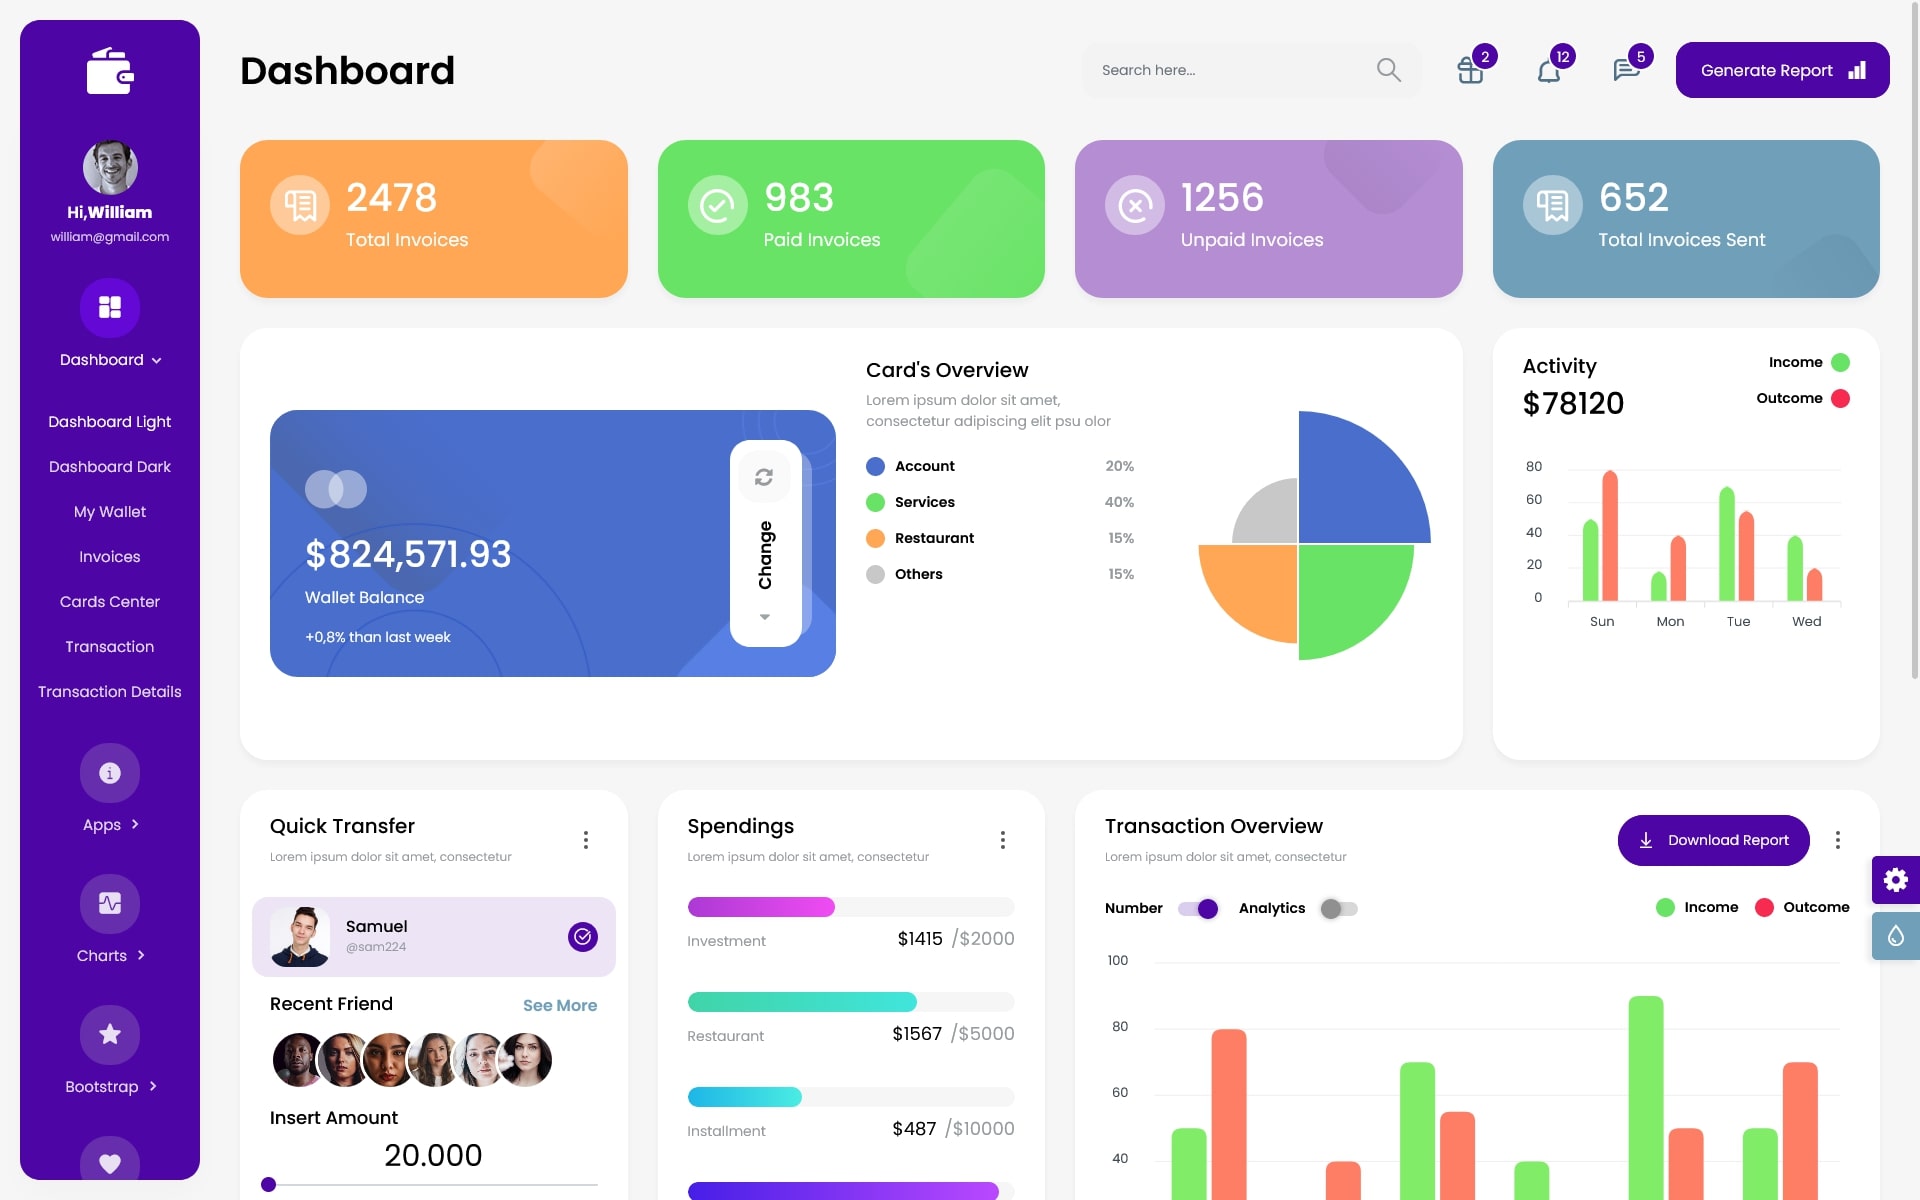 Hi,William
william@gmail.com
Dashboard
Dashboard Light
Dashboard Dark
My Wallet
Invoices
Cards Center
Transaction
Transaction Details
Apps
Charts
Bootstrap
Dashboard
Search here...
2
12
5
Generate Report
2478
Total Invoices
983
Paid Invoices
1256
Unpaid Invoices
652
Total Invoices Sent
$824,571.93
Wallet Balance
+0,8% than last week
Change
Card's Overview
Lorem ipsum dolor sit amet,
consectetur adipiscing elit psu olor
Account 20%
Services 40%
Restaurant 15%
Others 15%
Activity
$78120
Income
Outcome
80
60
40
20
0
Sun Mon Tue Wed
Quick Transfer
Lorem ipsum dolor sit amet, consectetur
Samuel
@sam224
Recent Friend See More
Insert Amount
20.000
Spendings
Lorem ipsum dolor sit amet, consectetur
Investment $1415 /$2000
Restaurant $1567 /$5000
Installment $487 /$10000
Transaction Overview
Lorem ipsum dolor sit amet, consectetur
Download Report
Number Analytics Income Outcome
100
80
60
40